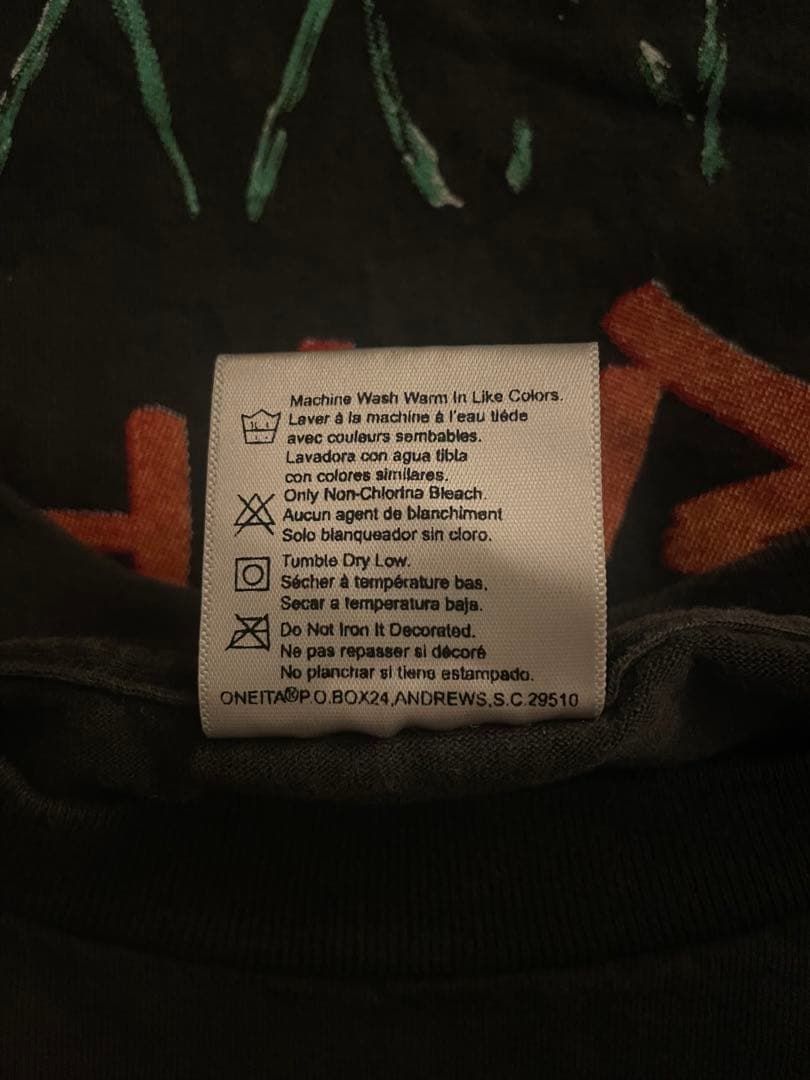 Machine Wash Warm In Like Colors.
Laver à la machine à l'eau tiéde
avec couleurs sembables.
Lavadora con agua tibla
con colores similares.
Only Non-Chlorina Bleach.
Aucun agent de blanchiment
Solo blanqueador sin cloro.
Tumble Dry Low.
Sécher à température bas.
Secar a temperatura baja.
Do Not Iron It Decorated.
Ne pas repasser si décoré
No planchar si tiene estampado.
ONEITA®P.O.BOX24,ANDREWS,S.C.29510